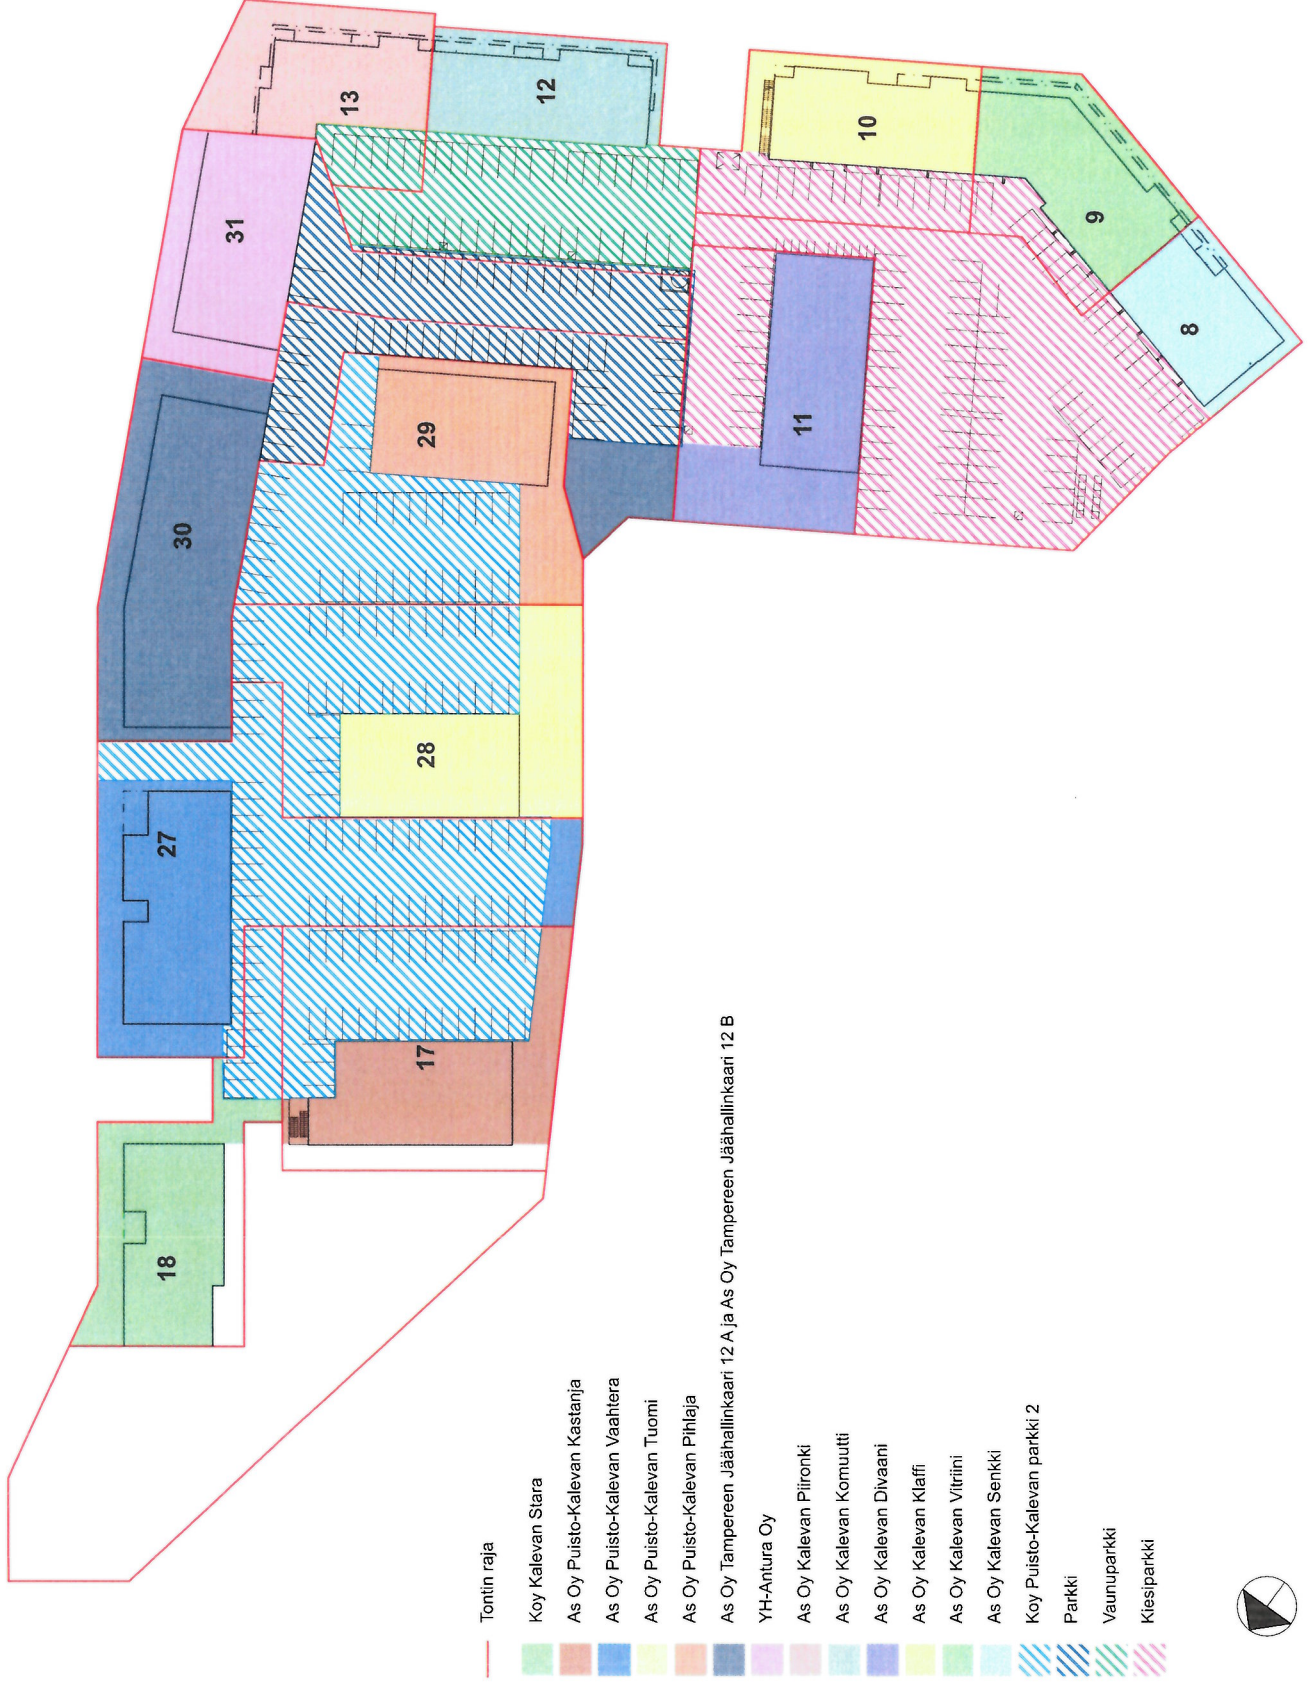 13
12
10
9
8
31
11
29
30
28
27
17
18
Tontin raja
Koy Kalevan Stara
As Oy Puisto-Kalevan Kastanja
As Oy Puisto-Kalevan Vaahtera
As Oy Puisto-Kalevan Tuomi
As Oy Puisto-Kalevan Pihlaja
As Oy Tampereen Jäähallinkaari 12 A ja As Oy Tampereen Jäähallinkaari 12 B
YH-Antura Oy
As Oy Kalevan Piironki
As Oy Kalevan Komuutti
As Oy Kalevan Divaani
As Oy Kalevan Klaffi
As Oy Kalevan Vitriini
As Oy Kalevan Senkki
Koy Puisto-Kalevan parkki 2
Parkki
Vaunuparkki
Kiesiparkki